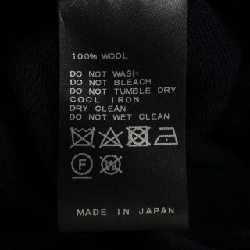 100% WOOL
DO NOT WASH
DO NOT BLEACH
DO NOT TUMBLE DRY
COOL IRON
DRY CLEAN
DO NOT WET CLEAN
F
W
MADE IN JAPAN